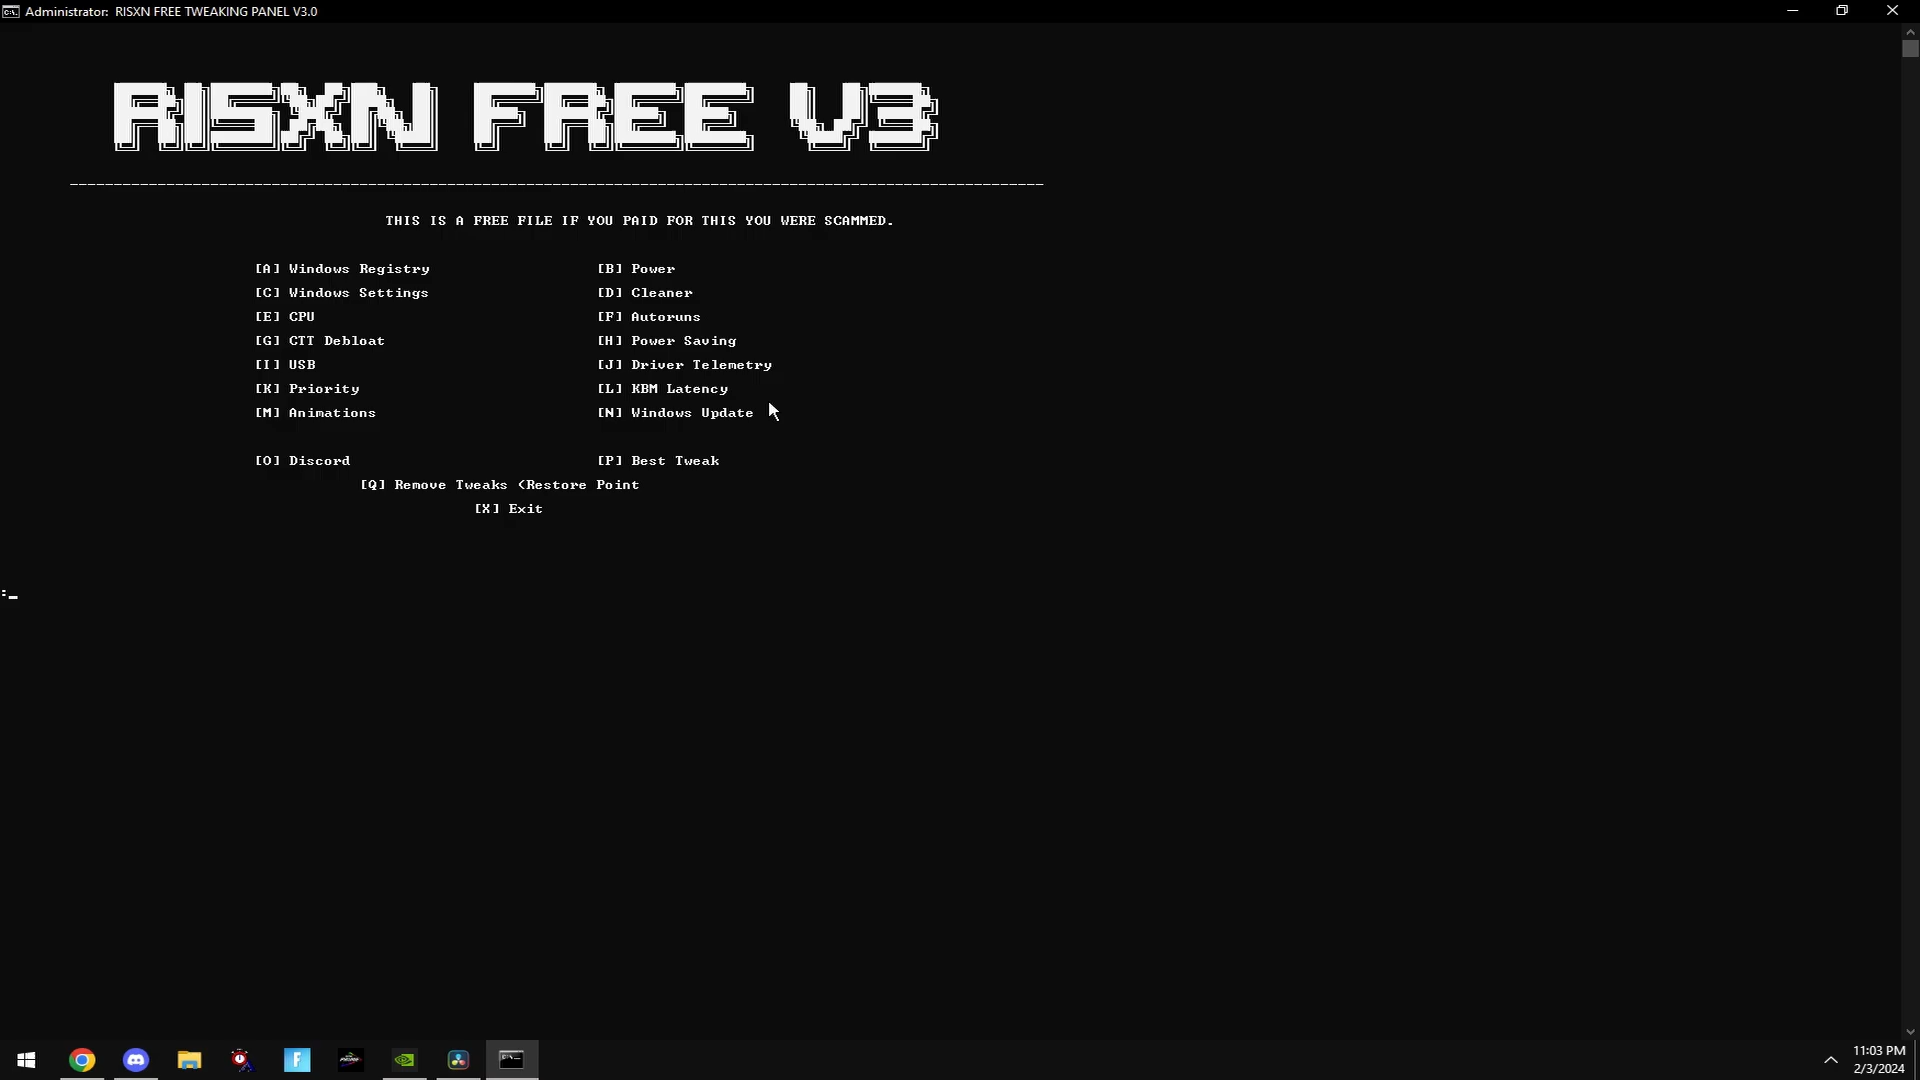 Administrator: RISXN FREE TWEAKING PANEL V3.0
RISXN FREE V3
THIS IS A FREE FILE IF YOU PAID FOR THIS YOU WERE SCAMMED.
[A] Windows Registry [B] Power
[C] Windows Settings [D] Cleaner
[E] CPU [F] Autoruns
[G] CTT Debloat [H] Power Saving
[I] USB [J] Driver Telemetry
[K] Priority [L] KBM Latency
[M] Animations [N] Windows Update
[O] Discord [P] Best Tweak
[Q] Remove Tweaks (Restore Point
[X] Exit
:_
11:03 PM
2/3/2024